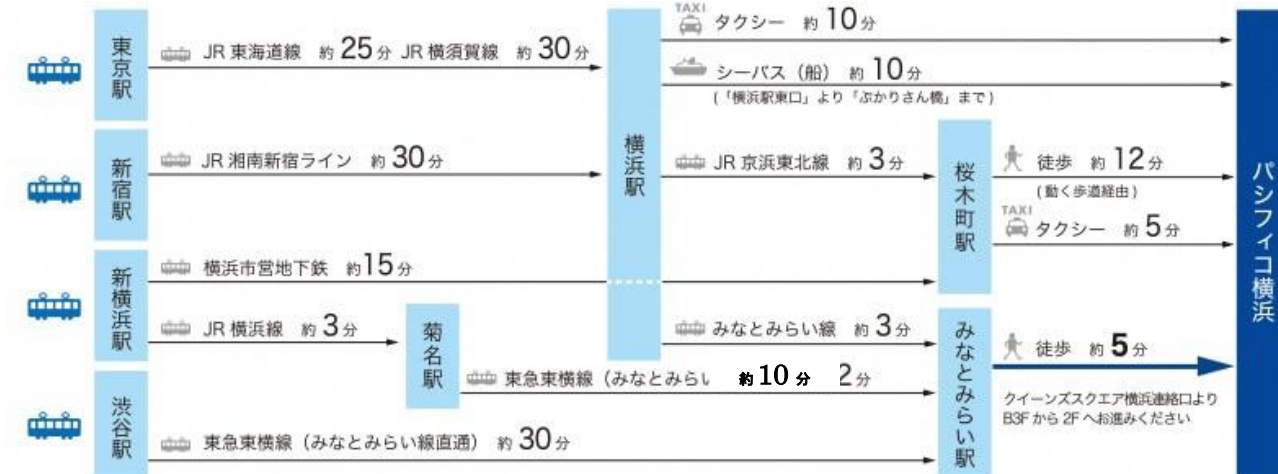 東京駅
JR 東海道線 約 25 分 JR 横須賀線 約 30 分
新宿駅
JR 湘南新宿ライン 約 30 分
新横浜駅
横浜市営地下鉄 約15 分
JR 横浜線 約 3 分
菊名駅
東急東横線（みなとみらい 約 10 分 2 分
渋谷駅
東急東横線（みなとみらい線直通） 約 30 分
横浜駅
TAXI
タクシー 約 10 分
シーバス（船） 約 10 分
(「横浜駅東口」より「ぷかりさん橋」まで)
JR 京浜東北線 約 3 分
みなとみらい線 約 3 分
桜木町駅
徒歩 約 12 分
(動く歩道経由)
TAXI
タクシー 約 5 分
みなとみらい駅
徒歩 約 5 分
クイーンズスクエア横浜連絡口より
B3F から 2F へお進みください
パシフィコ横浜